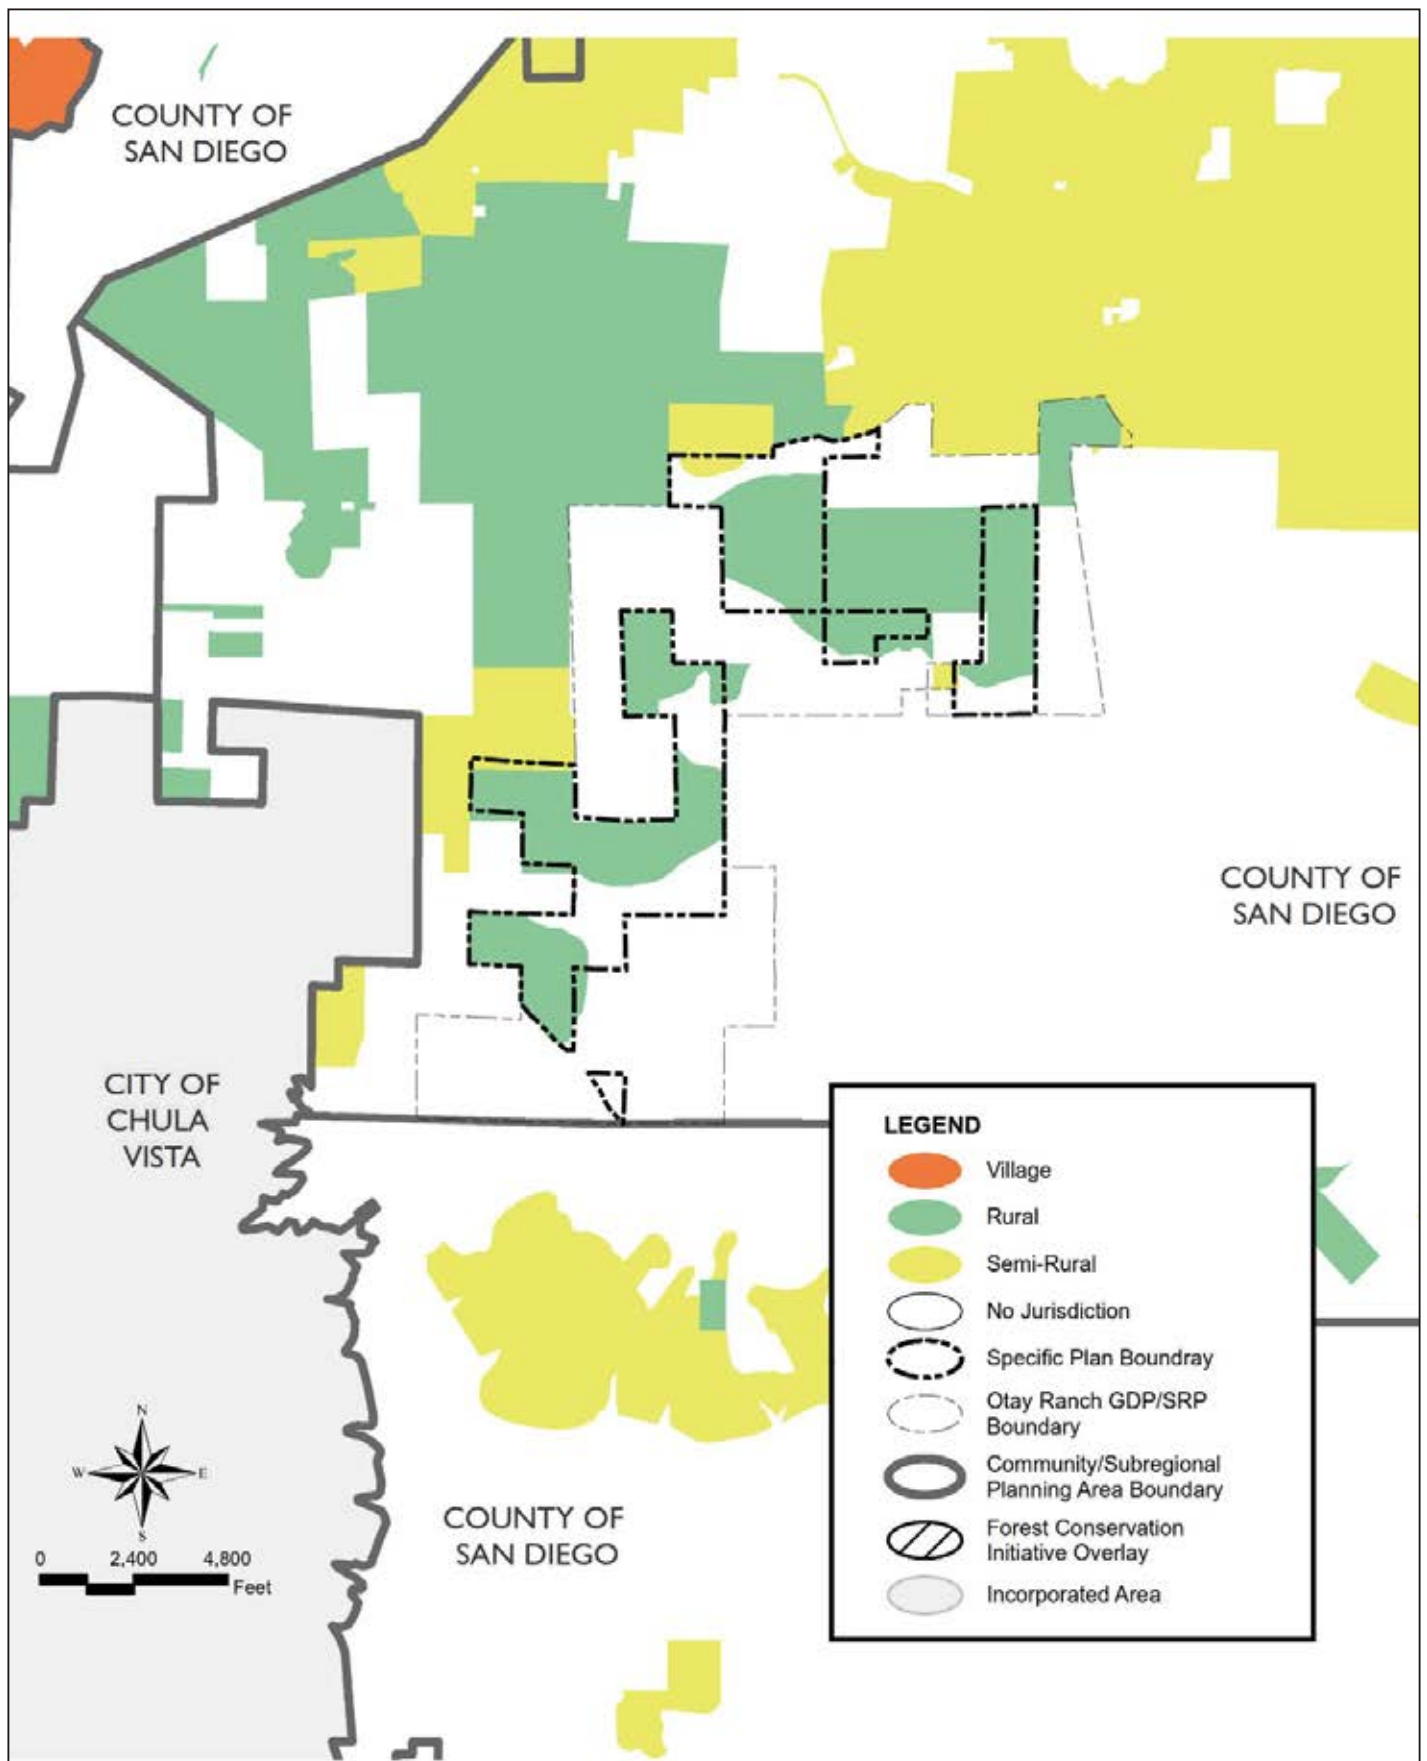 COUNTY OF
SAN DIEGO
COUNTY OF
SAN DIEGO
CITY OF
CHULA
VISTA
LEGEND
Village
Rural
Semi-Rural
No Jurisdiction
Specific Plan Boundray
Otay Ranch GDP/SRP
Boundary
Community/Subregional
Planning Area Boundary
Forest Conservation
Initiative Overlay
Incorporated Area
N
W E
S
COUNTY OF
SAN DIEGO
0 2,400 4,800
Feet